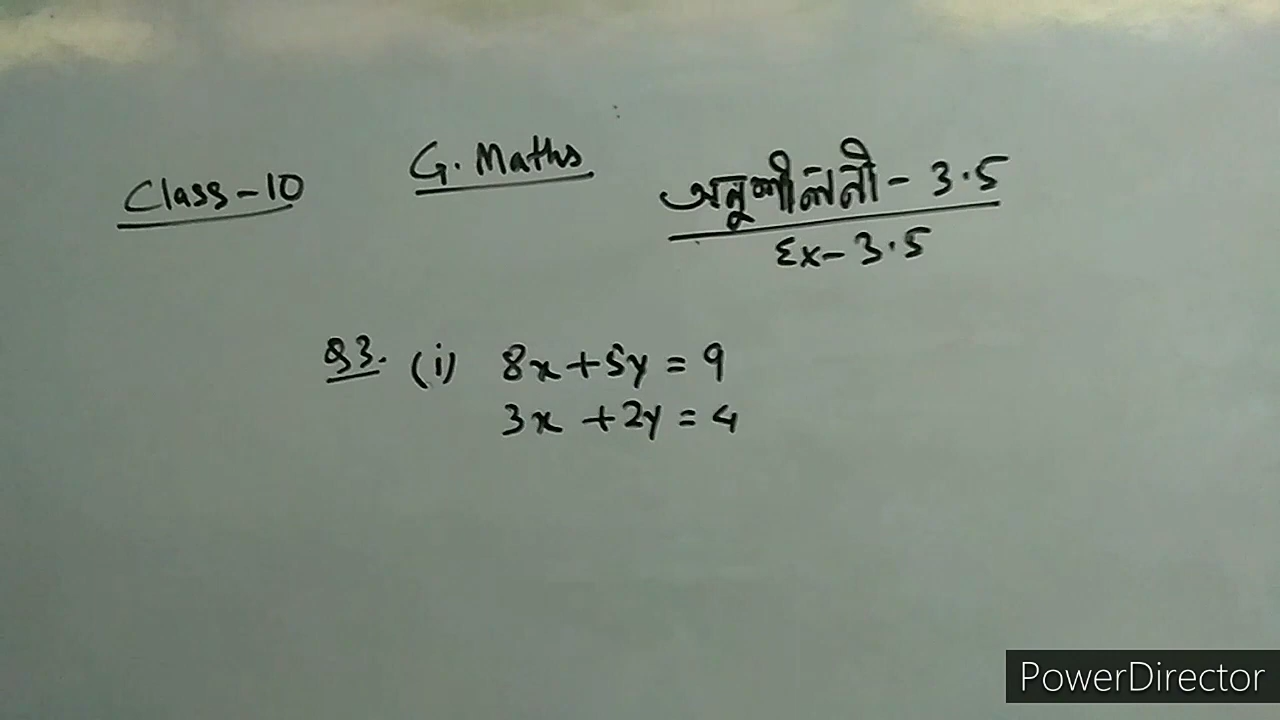 Class-10
G. Maths
অনুশীলনী - 3.5
Ex- 3.5
Q3. (i) 8x+5y = 9
3x +2y = 4
PowerDirector